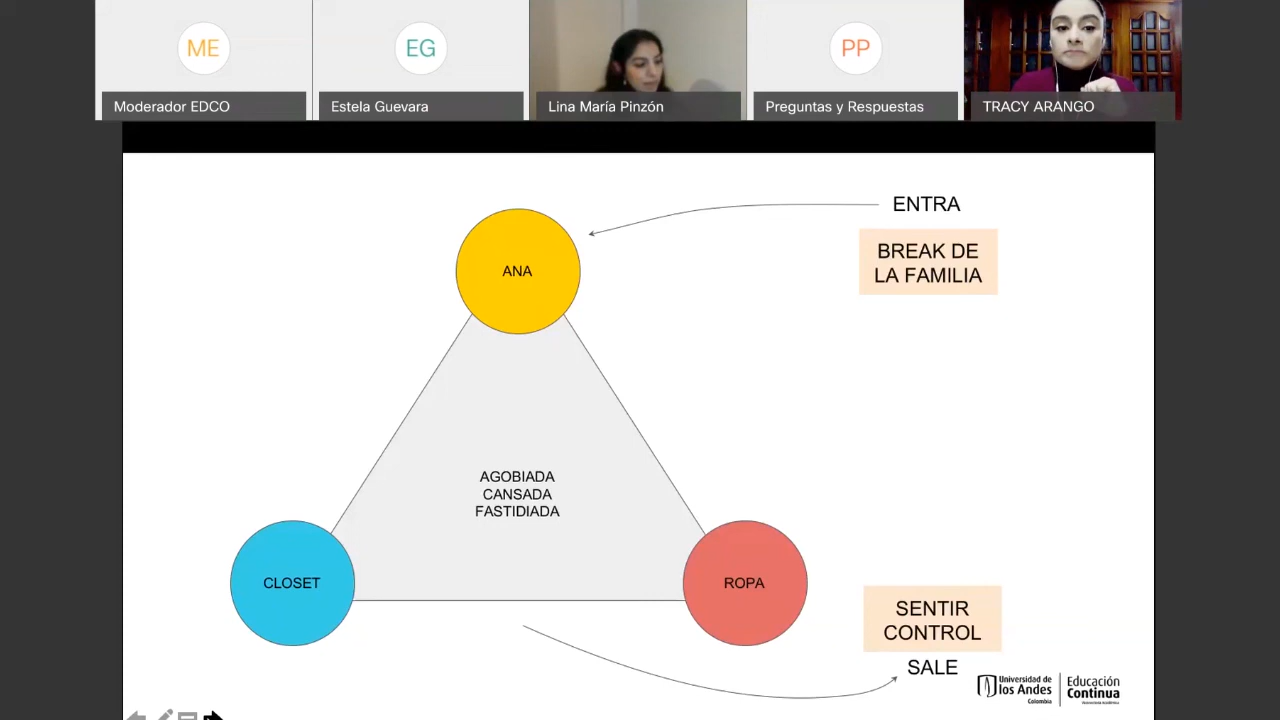 ME
EG
PP
Moderador EDCO
Estela Guevara
Lina María Pinzón
Preguntas y Respuestas
TRACY ARANGO
ENTRA
BREAK DE
LA FAMILIA
ANA
AGOBIADA
CANSADA
FASTIDIADA
CLOSET
ROPA
SENTIR
CONTROL
SALE
Universidad de
los Andes
Colombia
Educación
Continua